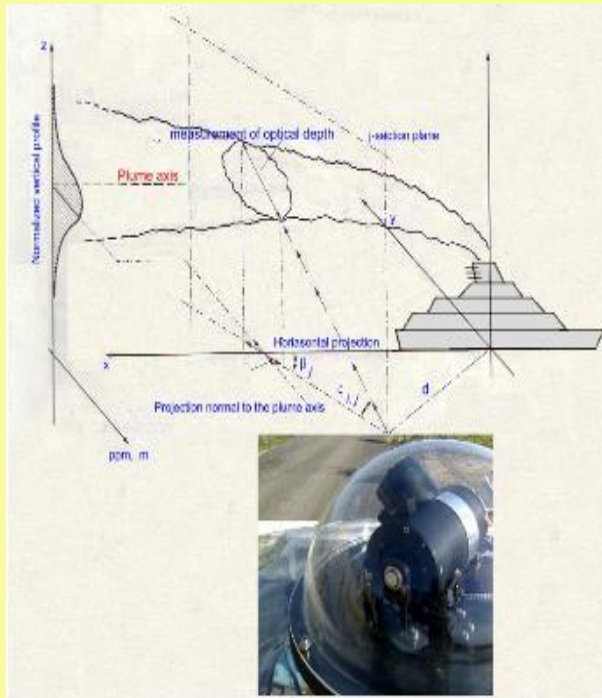 z
Normalized vertical profile
measurement of optical depth
j-section plane
Plume axis
Y
Horiasontal projection
x
β j
d
Projection normal to the plume axis
ppm, m